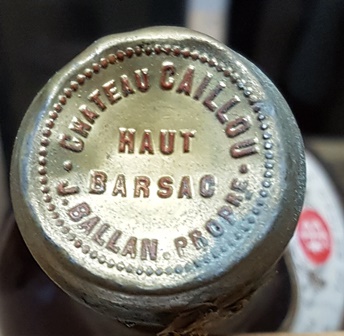 CHATEAU CAILLOU
HAUT
BARSAC
J. BALLAN. PROPRE.